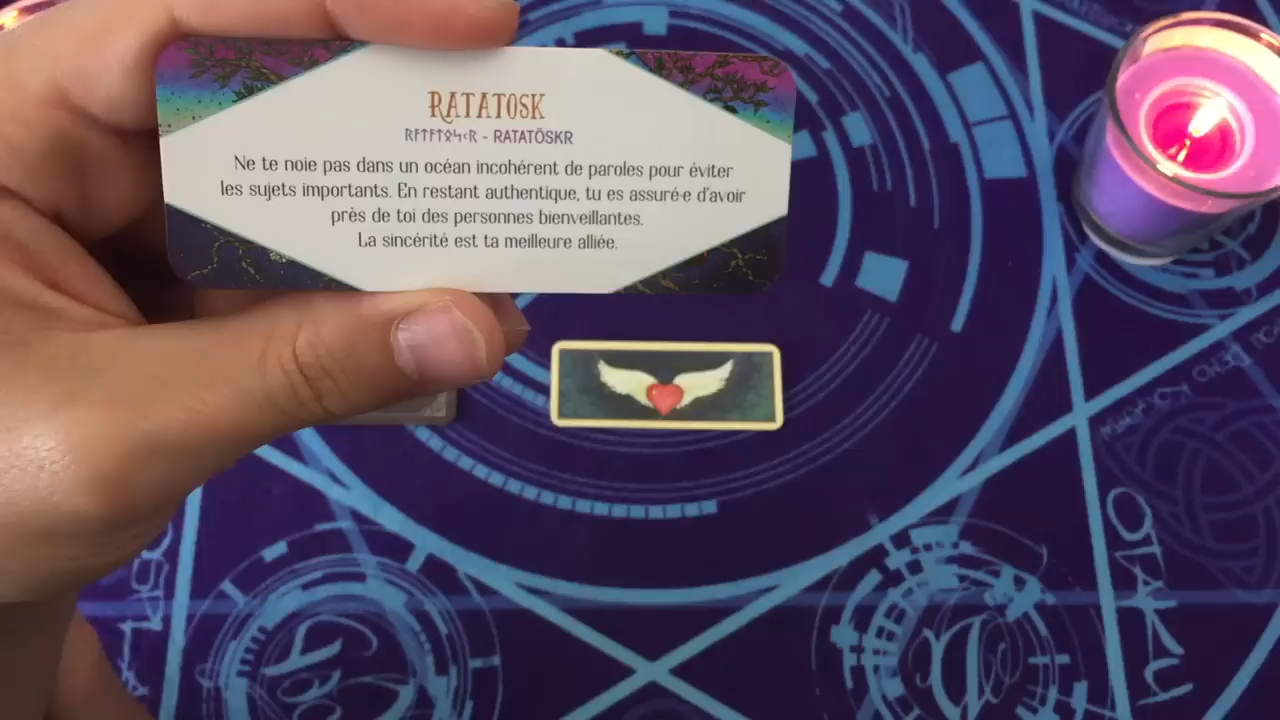 RATATOSK
ᚱᚨᛏᚨᛏᛟᛋᚲᚱ - RATATÖSKR
Ne te noie pas dans un océan incohérent de paroles pour éviter
les sujets importants. En restant authentique, tu es assuré·e d'avoir
près de toi des personnes bienveillantes.
La sincérité est ta meilleure alliée.
OTAKU